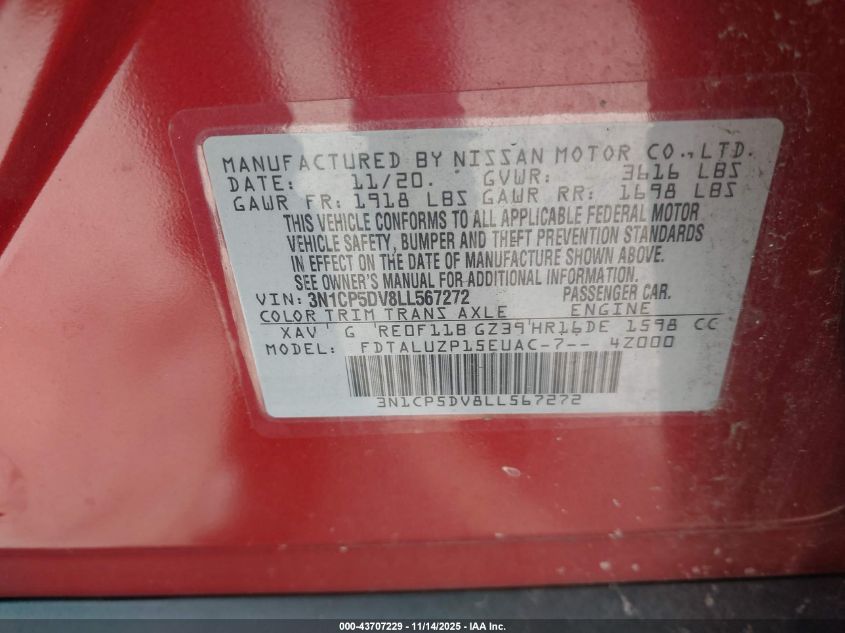 MANUFACTURED BY NISSAN MOTOR CO., LTD.
DATE: 11/20. GVWR: 3616 LBS
GAWR FR: 1918 LBS GAWR RR: 1698 LBS
THIS VEHICLE CONFORMS TO ALL APPLICABLE FEDERAL MOTOR
VEHICLE SAFETY, BUMPER AND THEFT PREVENTION STANDARDS
IN EFFECT ON THE DATE OF MANUFACTURE SHOWN ABOVE.
SEE OWNER'S MANUAL FOR ADDITIONAL INFORMATION.
VIN: 3N1CP5DV8LL567272 PASSENGER CAR.
COLOR TRIM TRANS AXLE ENGINE
XAV G RE0F11B GZ39 HR16DE 1598 CC
MODEL: FDTALUZP15EUAC-7-- 4Z000
3N1CP5DV8LL567272
000-43707229 - 11/14/2025 - IAA Inc.